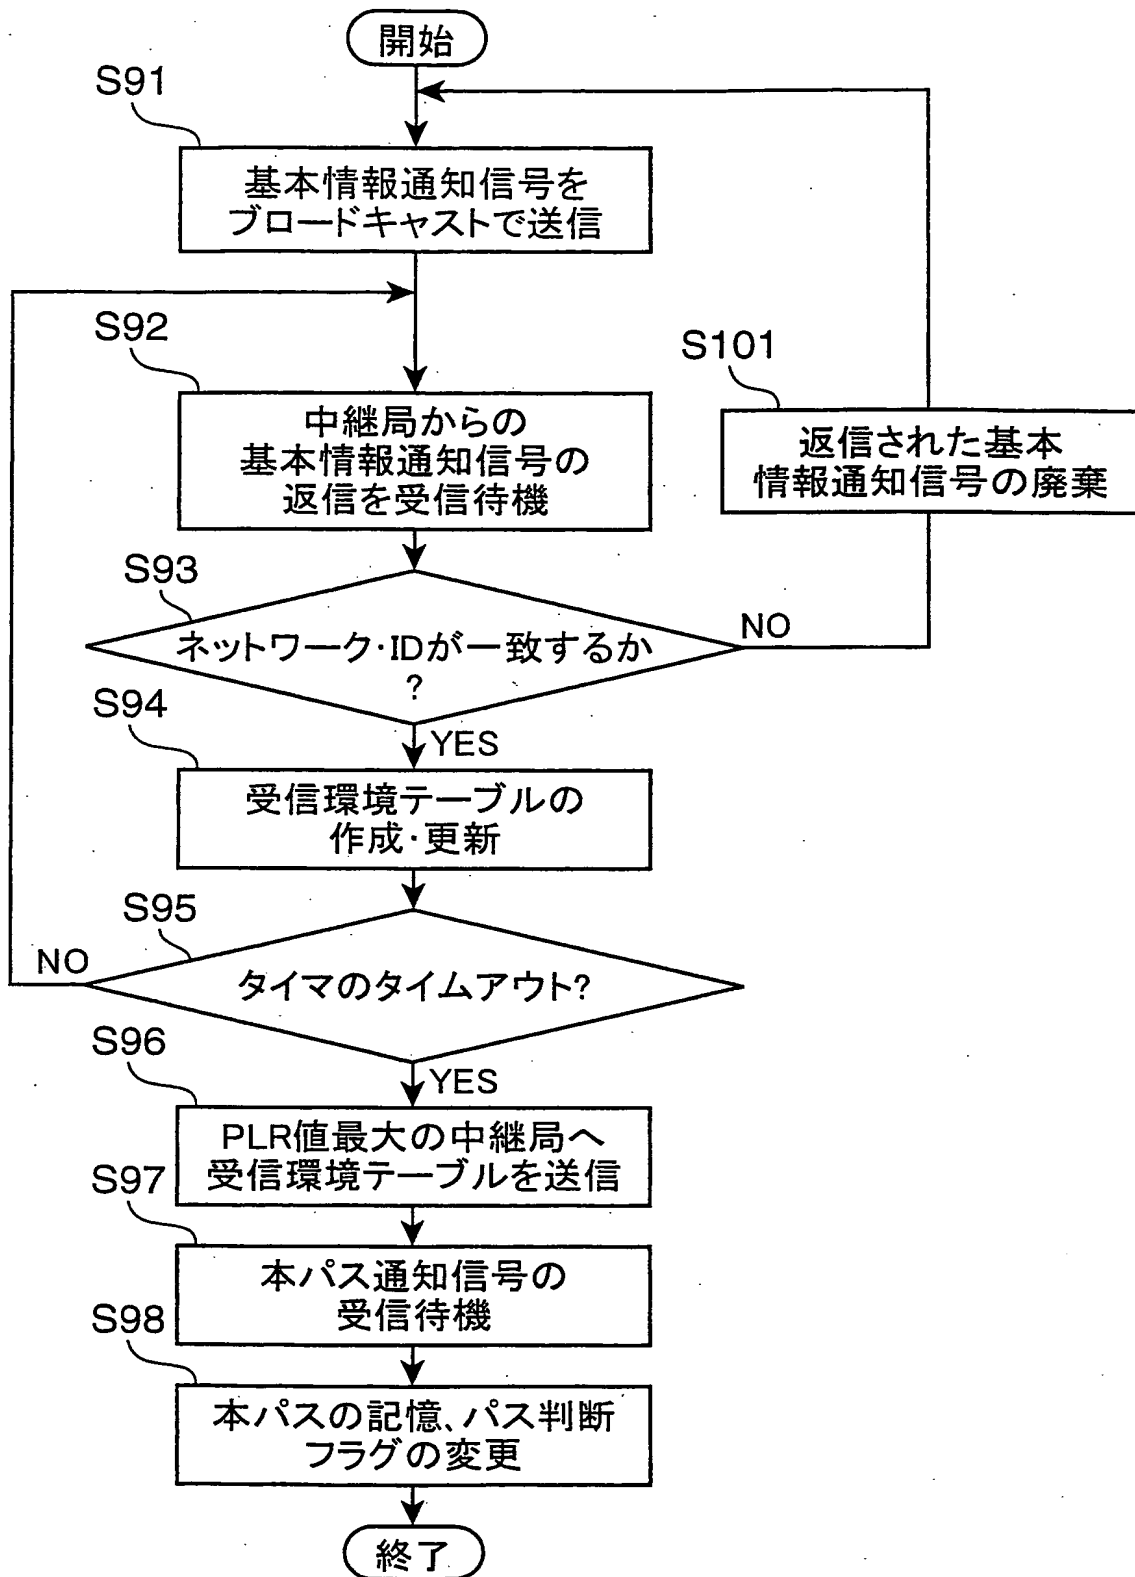 開始
S91
基本情報通知信号を
ブロードキャストで送信
S92
中継局からの
基本情報通知信号の
返信を受信待機
S101
返信された基本
情報通知信号の廃棄
S93
ネットワーク・IDが一致するか
?
NO
YES
S94
受信環境テーブルの
作成・更新
S95
タイマのタイムアウト?
NO
YES
S96
PLR値最大の中継局へ
受信環境テーブルを送信
S97
本パス通知信号の
受信待機
S98
本パスの記憶、パス判断
フラグの変更
終了